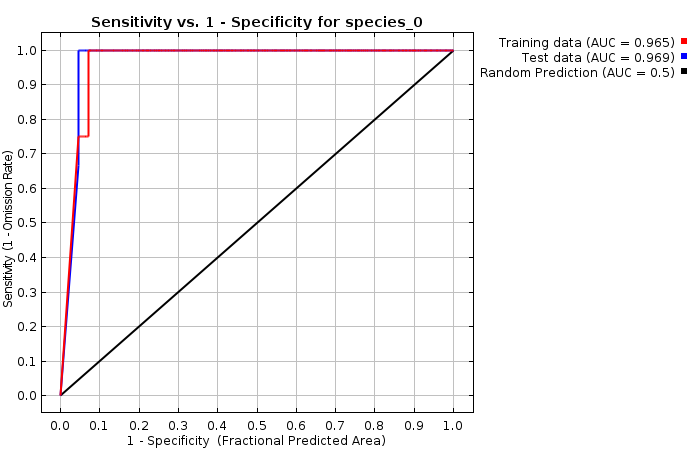 Sensitivity vs. 1 - Specificity for species_0
Training data (AUC = 0.965)
Test data (AUC = 0.969)
Random Prediction (AUC = 0.5)
Sensitivity (1 - Omission Rate)
1.0
0.9
0.8
0.7
0.6
0.5
0.4
0.3
0.2
0.1
0.0
0.0 0.1 0.2 0.3 0.4 0.5 0.6 0.7 0.8 0.9 1.0
1 - Specificity (Fractional Predicted Area)